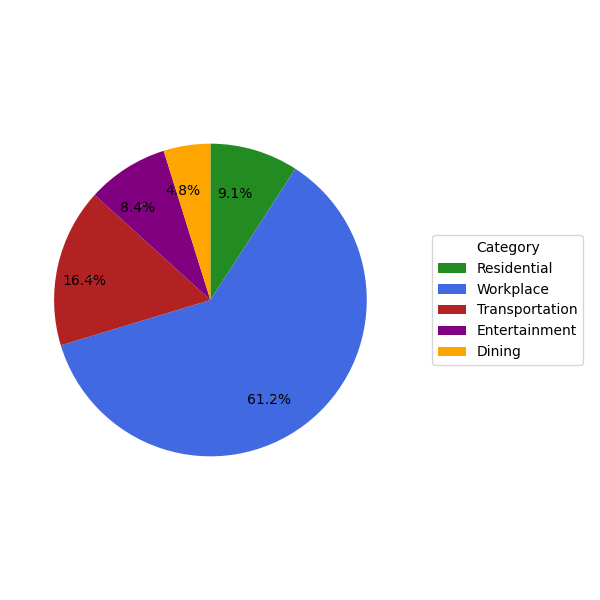 4.8%
9.1%
8.4%
16.4%
61.2%
Category
Residential
Workplace
Transportation
Entertainment
Dining